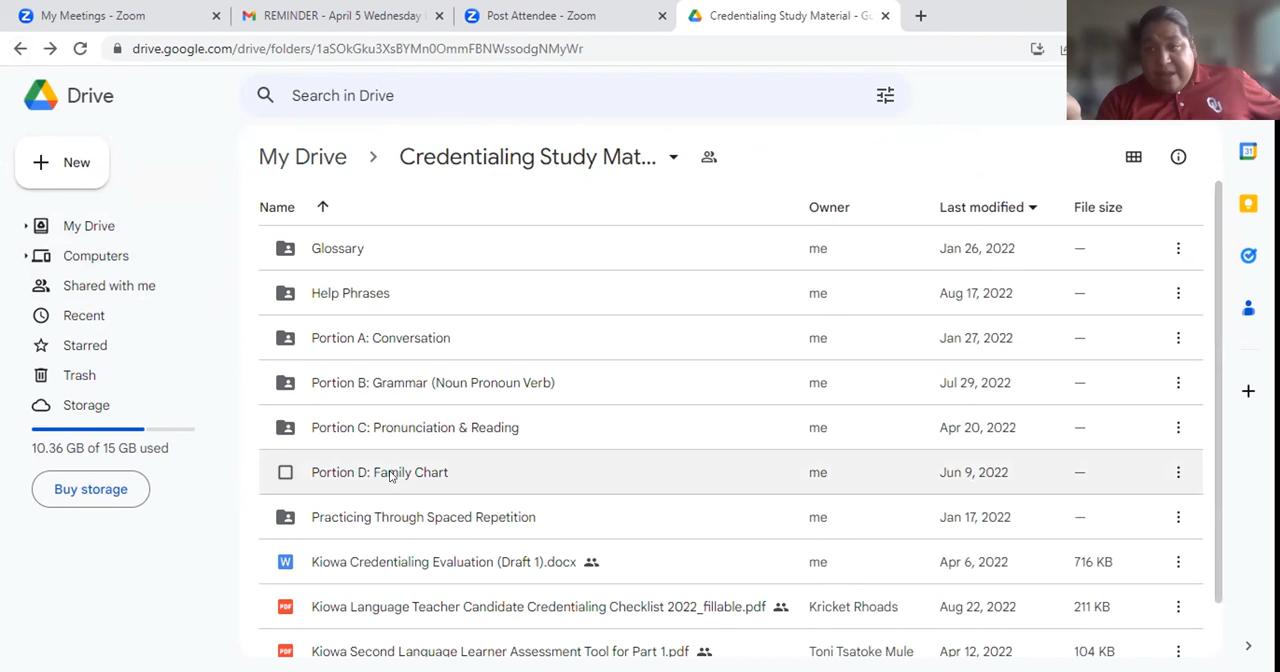 My Meetings - Zoom
REMINDER - April 5 Wednesday
Post Attendee - Zoom
Credentialing Study Material - Go
drive.google.com/drive/folders/1aSOkGku3XsBYMn0OmmFBNWssodgNMyWr
Drive
Search in Drive
New
My Drive
Computers
Shared with me
Recent
Starred
Trash
Storage
10.36 GB of 15 GB used
Buy storage
My Drive > Credentialing Study Mat...
Name Owner Last modified File size
Glossary me Jan 26, 2022 —
Help Phrases me Aug 17, 2022 —
Portion A: Conversation me Jan 27, 2022 —
Portion B: Grammar (Noun Pronoun Verb) me Jul 29, 2022 —
Portion C: Pronunciation & Reading me Apr 20, 2022 —
Portion D: Family Chart me Jun 9, 2022 —
Practicing Through Spaced Repetition me Jan 17, 2022 —
Kiowa Credentialing Evaluation (Draft 1).docx me Apr 6, 2022 716 KB
Kiowa Language Teacher Candidate Credentialing Checklist 2022_fillable.pdf Kricket Rhoads Aug 22, 2022 211 KB
Kiowa Second Language Learner Assessment Tool for Part 1.pdf Toni Tsatoke Mule Apr 12, 2022 104 KB